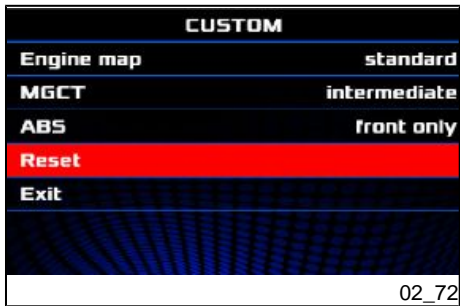 CUSTOM
Engine map standard
MGCT intermediate
ABS front only
Reset
Exit
02_72